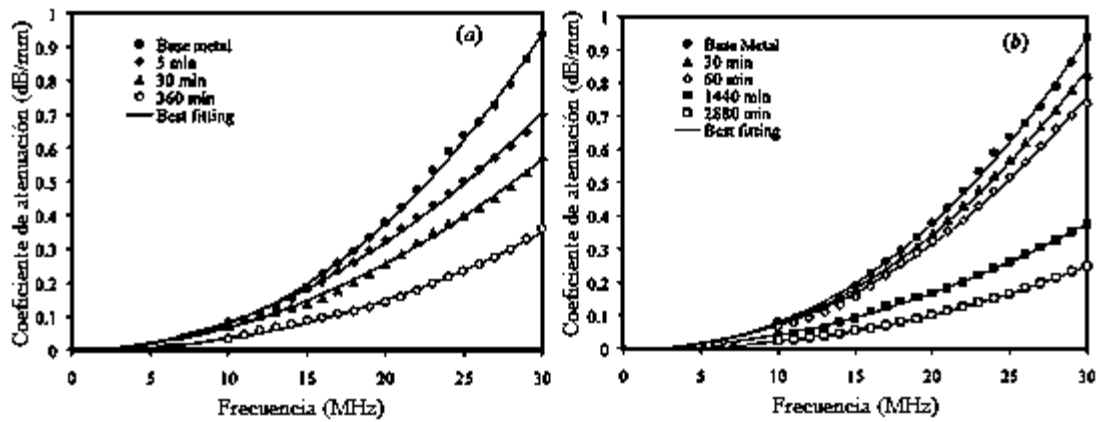 (a)
Base metal
5 min
30 min
360 min
Best fitting
Coeficiente de atenuación (dB/mm)
1
0.9
0.8
0.7
0.6
0.5
0.4
0.3
0.2
0.1
0
0 5 10 15 20 25 30
Frecuencia (MHz)
(b)
Base Metal
30 min
60 min
1440 min
2880 min
Best fitting
Coeficiente de atenuación (dB/mm)
1
0.9
0.8
0.7
0.6
0.5
0.4
0.3
0.2
0.1
0
0 5 10 15 20 25 30
Frecuencia (MHz)